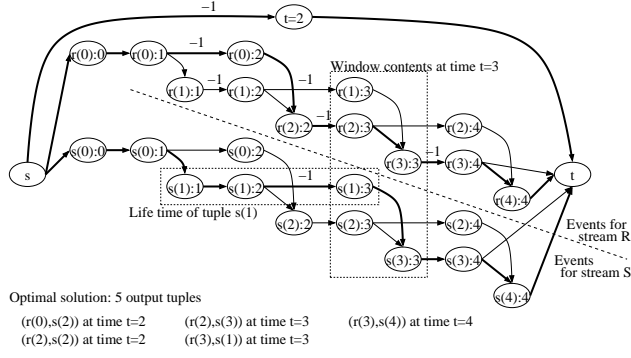 −1
t=2
r(0):0 r(0):1 −1 r(0):2
Window contents at time t=3
r(1):1 −1 r(1):2 −1 r(1):3
r(2):2 −1 r(2):3 r(2):4
s(0):0 s(0):1 s(0):2
r(3):3 −1 r(3):4
s t
s(1):1 s(1):2 −1 s(1):3
r(4):4
Life time of tuple s(1)
s(2):2 s(2):3 s(2):4
Events for
stream R
s(3):3 s(3):4
Events
for stream S
s(4):4
Optimal solution: 5 output tuples
(r(0),s(2)) at time t=2 (r(2),s(3)) at time t=3 (r(3),s(4)) at time t=4
(r(2),s(2)) at time t=2 (r(3),s(1)) at time t=3